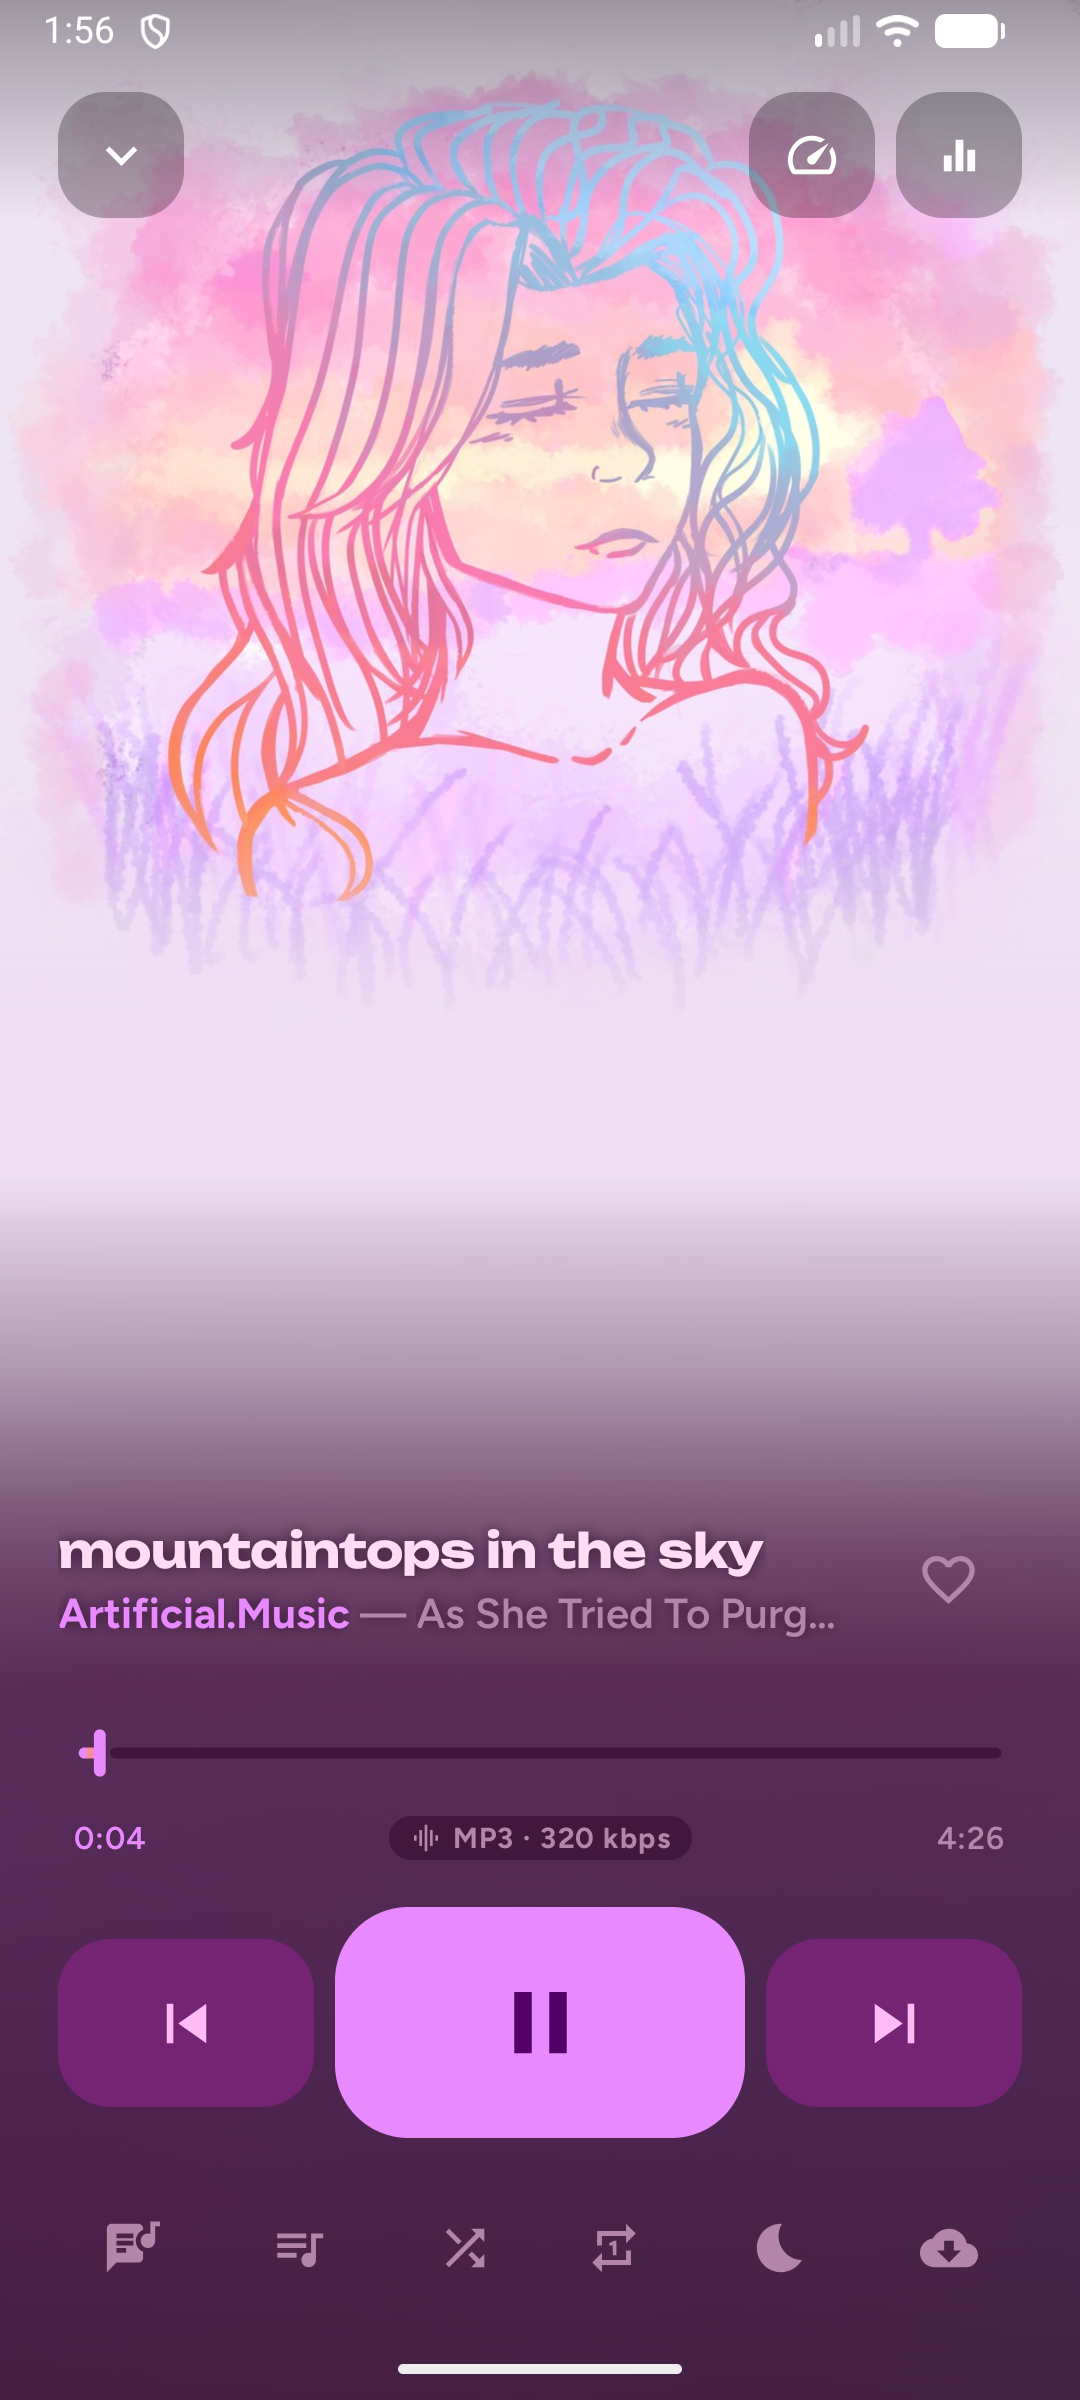 1:56
mountaintops in the sky
Artificial.Music — As She Tried To Purg...
0:04
MP3 · 320 kbps
4:26
1